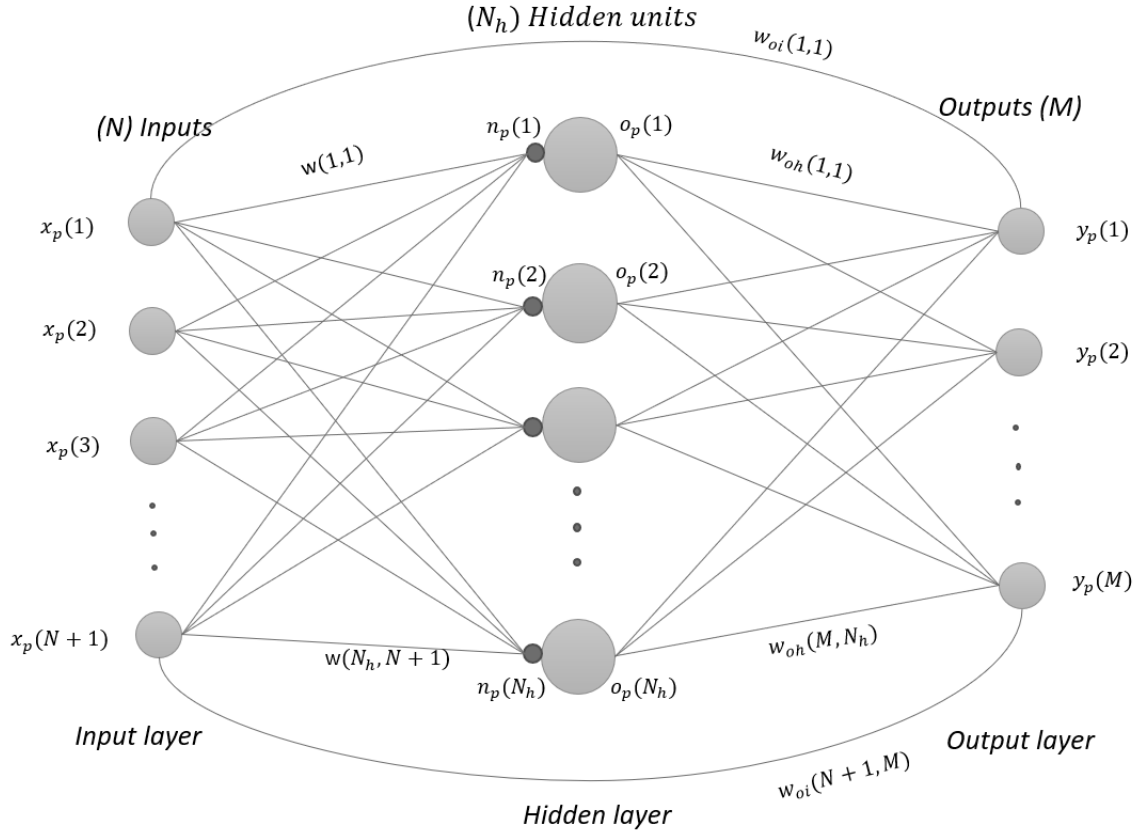 (N_h) Hidden units
w_oi(1,1)
(N) Inputs
Outputs (M)
n_p(1)
o_p(1)
w(1,1)
w_oh(1,1)
x_p(1)
y_p(1)
n_p(2)
o_p(2)
x_p(2)
y_p(2)
x_p(3)
x_p(N + 1)
y_p(M)
w(N_h, N + 1)
w_oh(M, N_h)
n_p(N_h)
o_p(N_h)
Input layer
Output layer
w_oi(N + 1, M)
Hidden layer